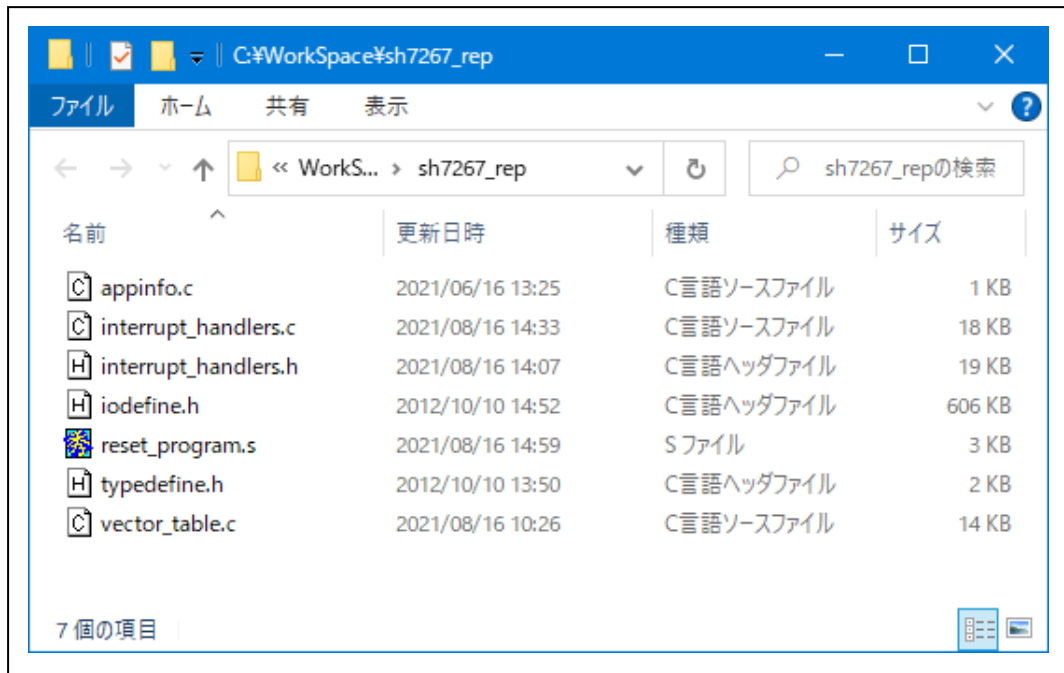 C:¥WorkSpace¥sh7267_rep
ファイル ホーム 共有 表示
« WorkS... › sh7267_rep sh7267_repの検索
名前 更新日時 種類 サイズ
appinfo.c 2021/06/16 13:25 C言語ソースファイル 1 KB
interrupt_handlers.c 2021/08/16 14:33 C言語ソースファイル 18 KB
interrupt_handlers.h 2021/08/16 14:07 C言語ヘッダファイル 19 KB
iodefine.h 2012/10/10 14:52 C言語ヘッダファイル 606 KB
reset_program.s 2021/08/16 14:59 S ファイル 3 KB
typedefine.h 2012/10/10 13:50 C言語ヘッダファイル 2 KB
vector_table.c 2021/08/16 10:26 C言語ソースファイル 14 KB
7 個の項目